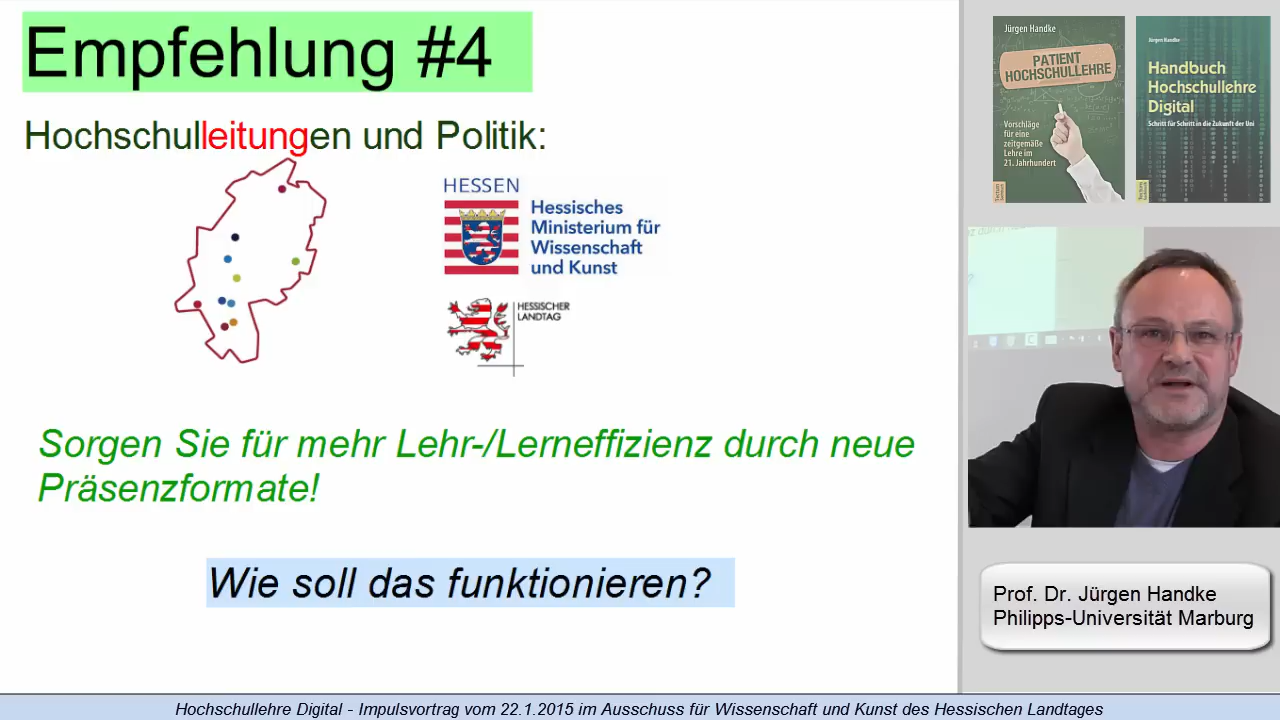 Empfehlung #4
Hochschulleitungen und Politik:
HESSEN
Hessisches
Ministerium für
Wissenschaft
und Kunst
HESSISCHER
LANDTAG
Sorgen Sie für mehr Lehr-/Lerneffizienz durch neue
Präsenzformate!
Wie soll das funktionieren?
Jürgen Handke
PATIENT
HOCHSCHULLEHRE
Vorschläge
für eine
zeitgemäße
Lehre im
21. Jahrhundert
Jürgen Handke
Handbuch
Hochschullehre
Digital
Schritt für Schritt in die Zukunft der Uni
Prof. Dr. Jürgen Handke
Philipps-Universität Marburg
Hochschullehre Digital - Impulsvortrag vom 22.1.2015 im Ausschuss für Wissenschaft und Kunst des Hessischen Landtages